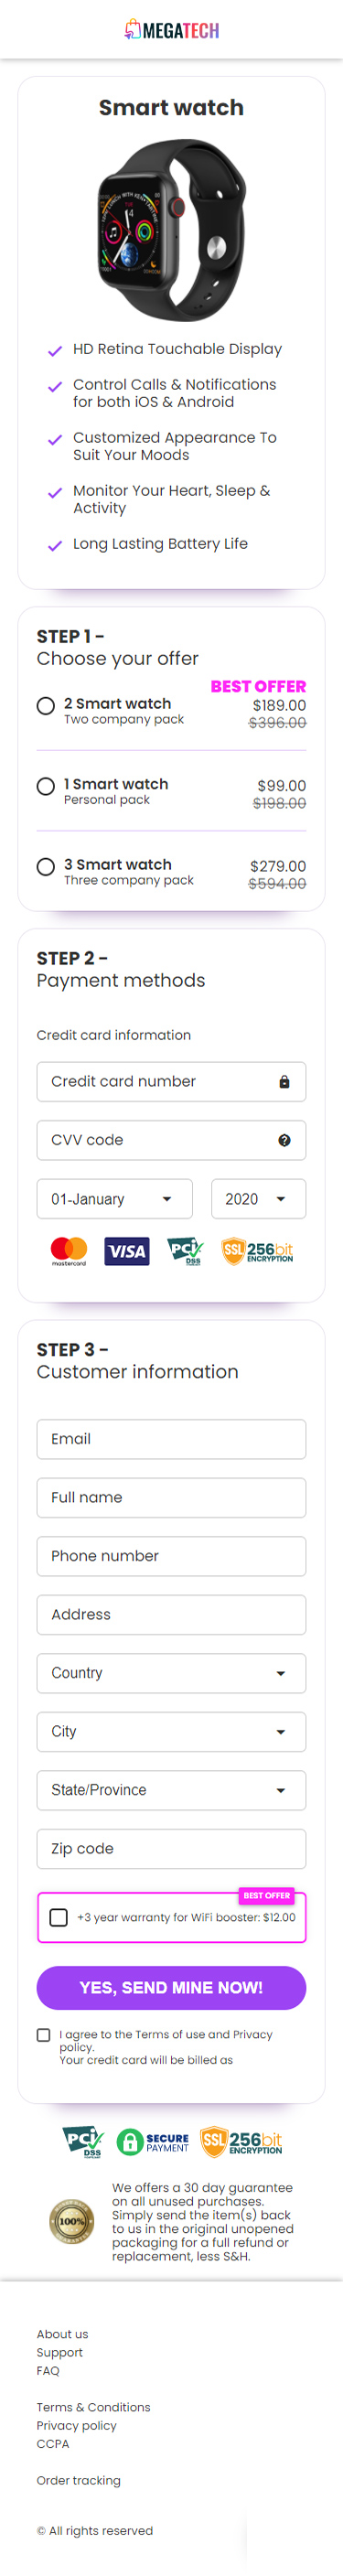 MEGATECH
Smart watch
HD Retina Touchable Display
Control Calls & Notifications
for both iOS & Android
Customized Appearance To
Suit Your Moods
Monitor Your Heart, Sleep &
Activity
Long Lasting Battery Life
STEP 1 -
Choose your offer
BEST OFFER
2 Smart watch $189.00
Two company pack $396.00
1 Smart watch $99.00
Personal pack $198.00
3 Smart watch $279.00
Three company pack $594.00
STEP 2 -
Payment methods
Credit card information
Credit card number
CVV code
01-January 2020
mastercard VISA PCI DSS SSL 256bit ENCRYPTION
STEP 3 -
Customer information
Email
Full name
Phone number
Address
Country
City
State/Province
Zip code
BEST OFFER
+3 year warranty for WiFi booster: $12.00
YES, SEND MINE NOW!
I agree to the Terms of use and Privacy
policy.
Your credit card will be billed as
PCI DSS SECURE PAYMENT SSL 256bit ENCRYPTION
We offers a 30 day guarantee
on all unused purchases.
Simply send the item(s) back
to us in the original unopened
packaging for a full refund or
replacement, less S&H.
100%
About us
Support
FAQ
Terms & Conditions
Privacy policy
CCPA
Order tracking
© All rights reserved